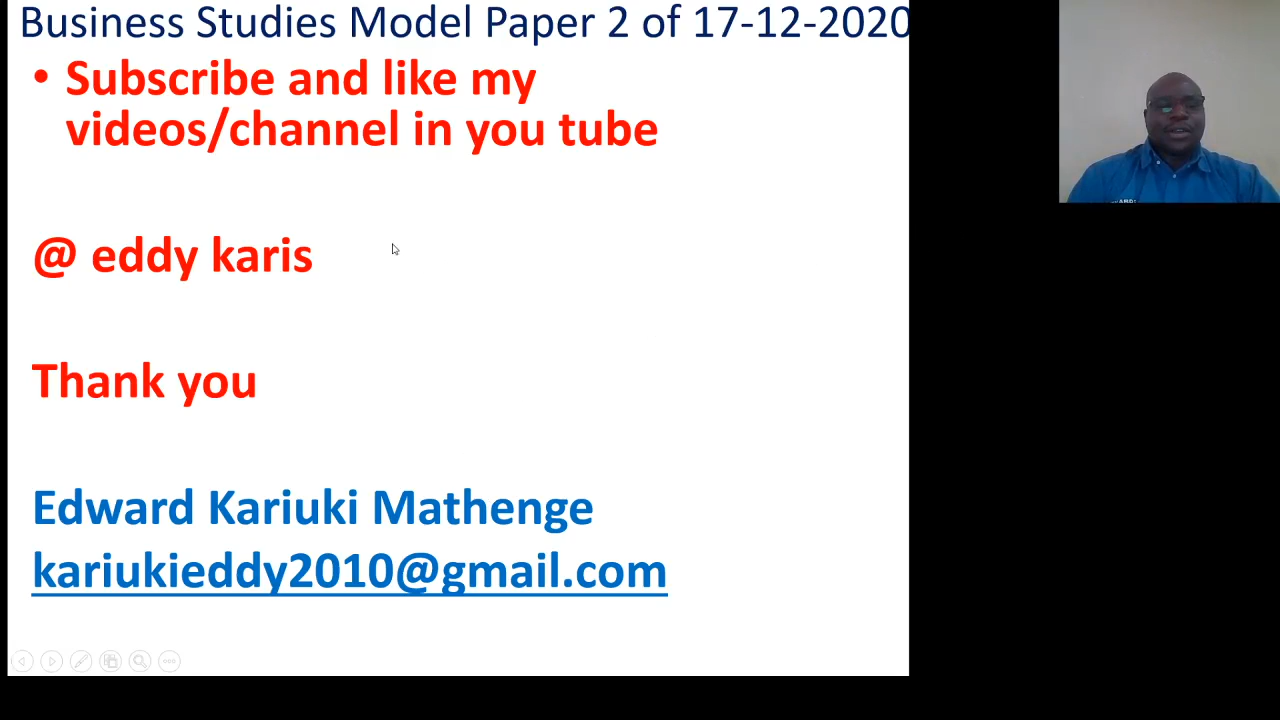 Business Studies Model Paper 2 of 17-12-2020
• Subscribe and like my
videos/channel in you tube
@ eddy karis
Thank you
Edward Kariuki Mathenge
kariukieddy2010@gmail.com